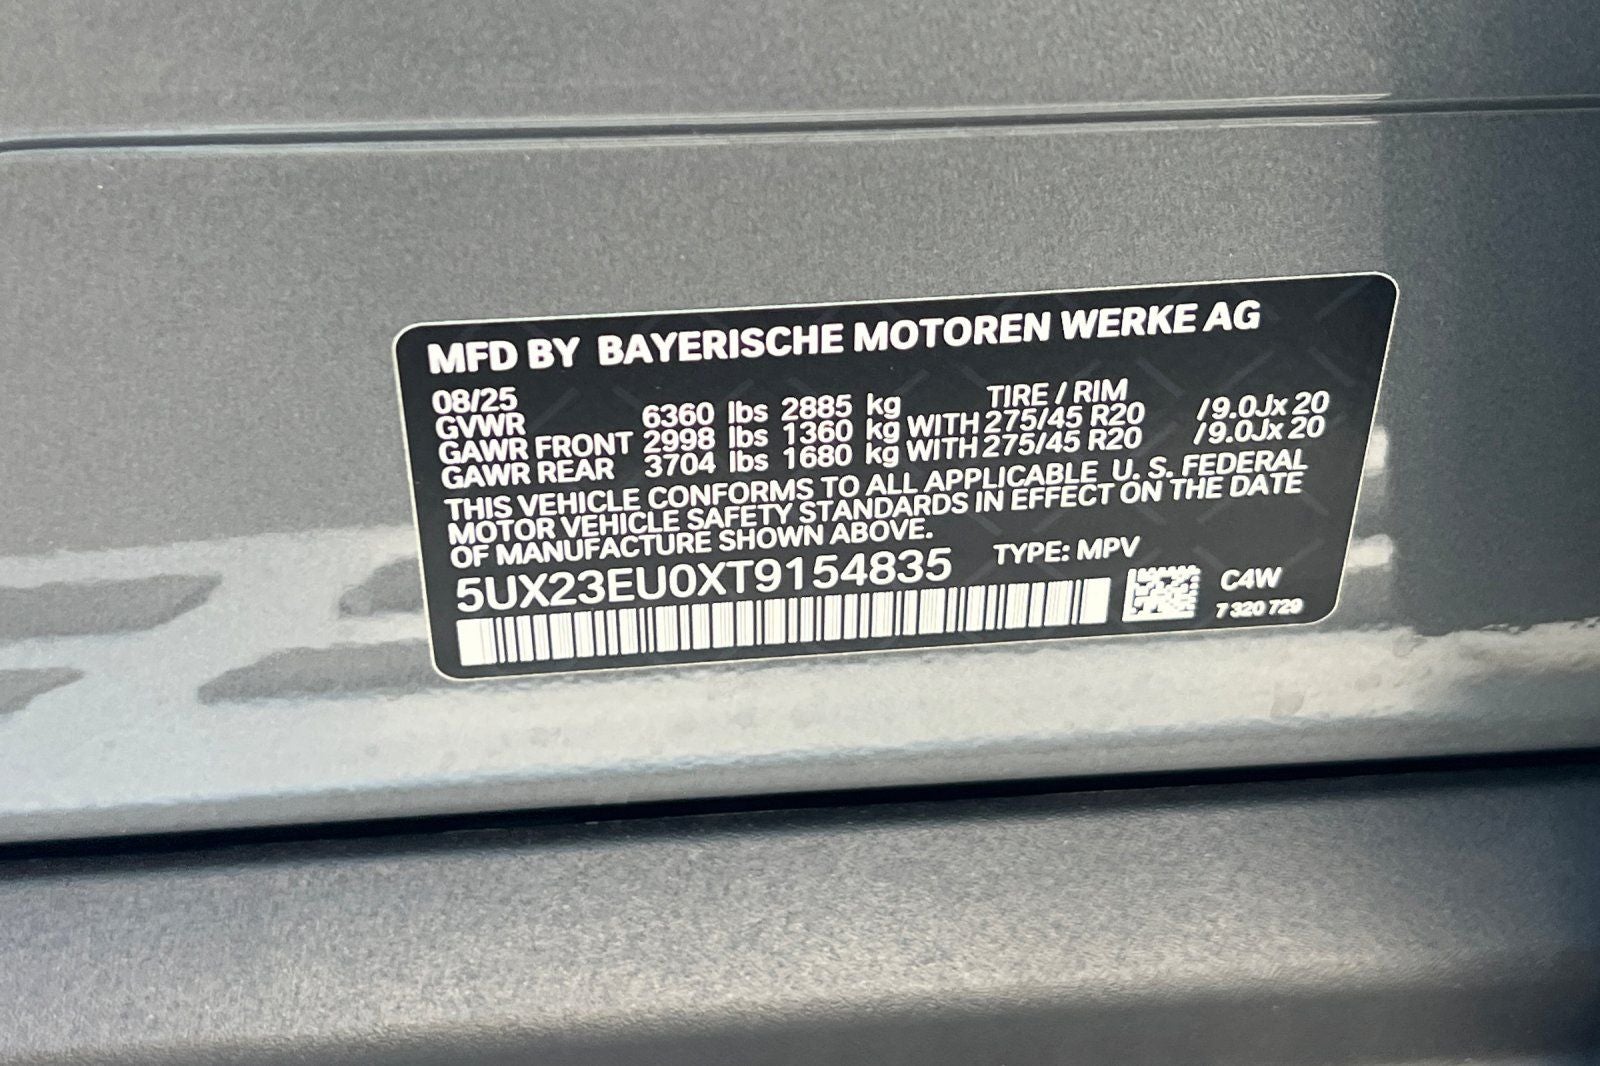 MFD BY BAYERISCHE MOTOREN WERKE AG
08/25 TIRE / RIM
GVWR 6360 lbs 2885 kg
GAWR FRONT 2998 lbs 1360 kg WITH 275/45 R20 /9.0Jx 20
GAWR REAR 3704 lbs 1680 kg WITH 275/45 R20 /9.0Jx 20
THIS VEHICLE CONFORMS TO ALL APPLICABLE U. S. FEDERAL
MOTOR VEHICLE SAFETY STANDARDS IN EFFECT ON THE DATE
OF MANUFACTURE SHOWN ABOVE.
5UX23EU0XT9154835 TYPE: MPV
C4W
7 320 729